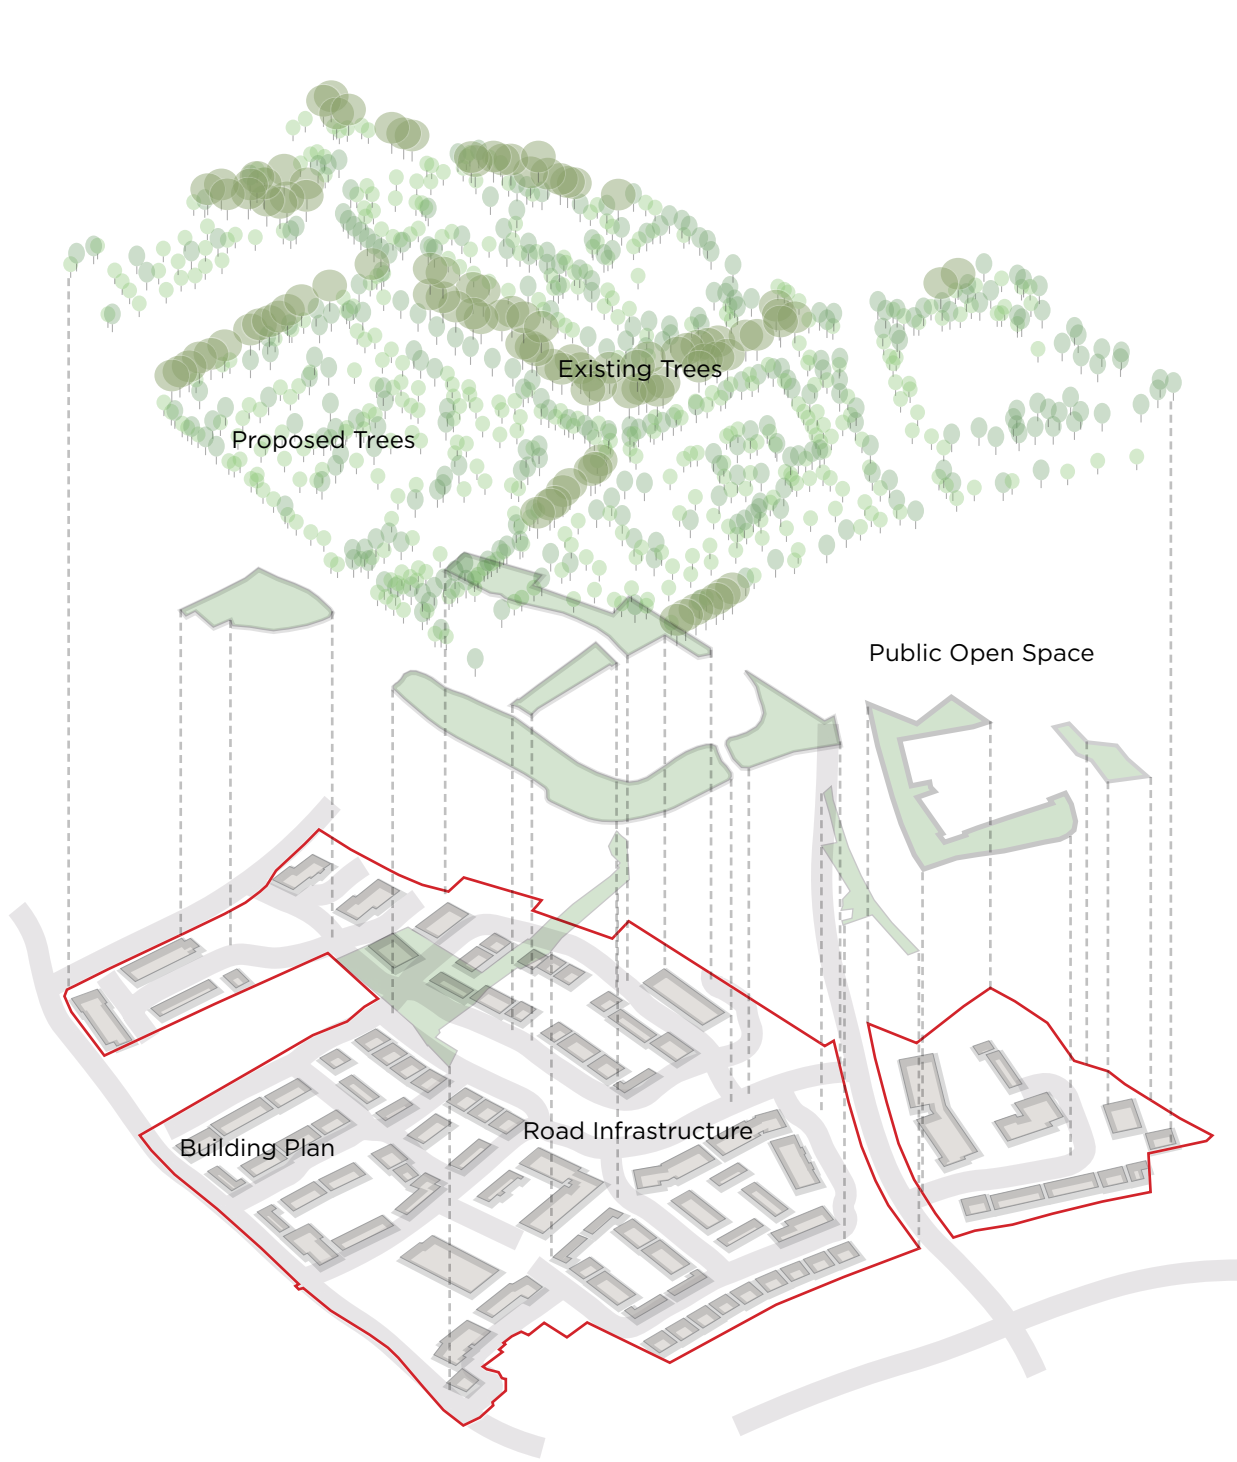 Existing Trees
Proposed Trees
Public Open Space
Road Infrastructure
Building Plan